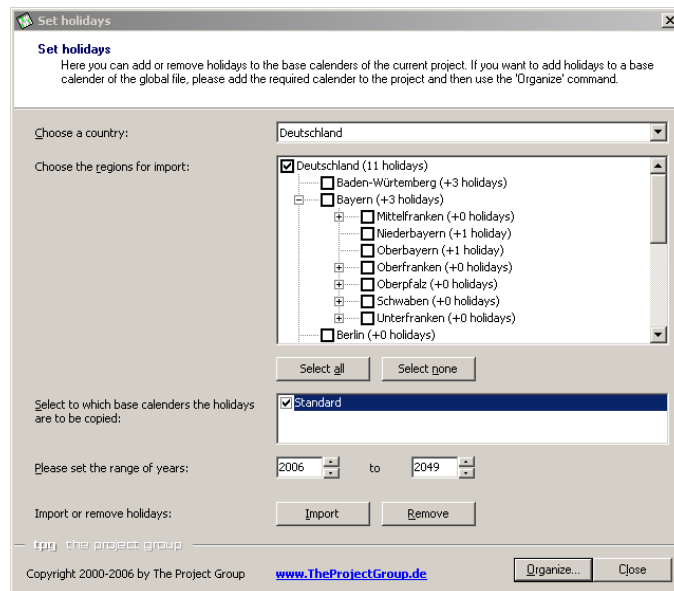 Set holidays
Set holidays
Here you can add or remove holidays to the base calenders of the current project. If you want to add holidays to a base
calender of the global file, please add the required calender to the project and then use the 'Organize' command.
Choose a country:
Deutschland
Choose the regions for import:
Deutschland (11 holidays)
Baden-Würtemberg (+3 holidays)
Bayern (+3 holidays)
Mittelfranken (+0 holidays)
Niederbayern (+1 holiday)
Oberbayern (+1 holiday)
Oberfranken (+0 holidays)
Oberpfalz (+0 holidays)
Schwaben (+0 holidays)
Unterfranken (+0 holidays)
Berlin (+0 holidays)
Select all Select none
Select to which base calenders the holidays
are to be copied:
Standard
Please set the range of years:
2006 to 2049
Import or remove holidays:
Import Remove
tpg the project group
Copyright 2000-2006 by The Project Group www.TheProjectGroup.de Organize... Close